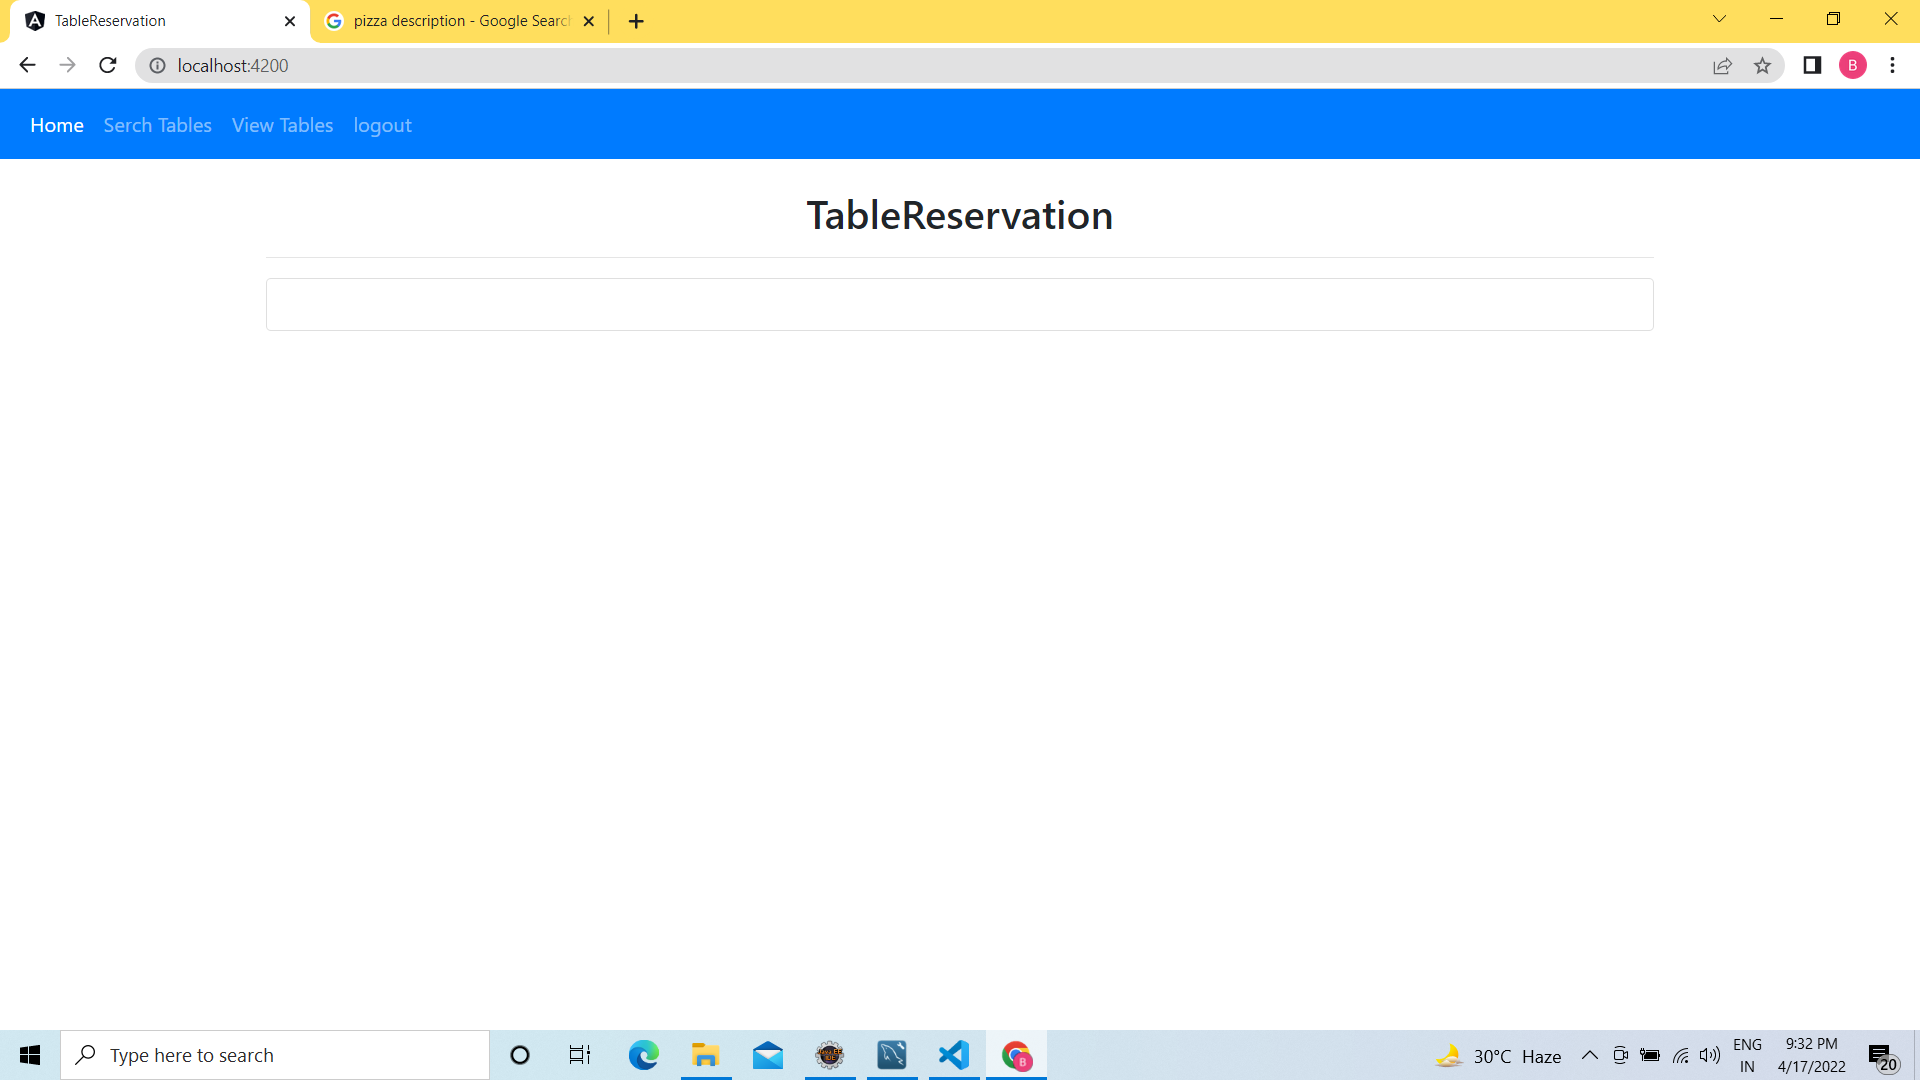 TableReservation
pizza description - Google Search
localhost:4200
B
Home Serch Tables View Tables logout
TableReservation
Type here to search
30°C Haze
ENG
IN
9:32 PM
4/17/2022
20